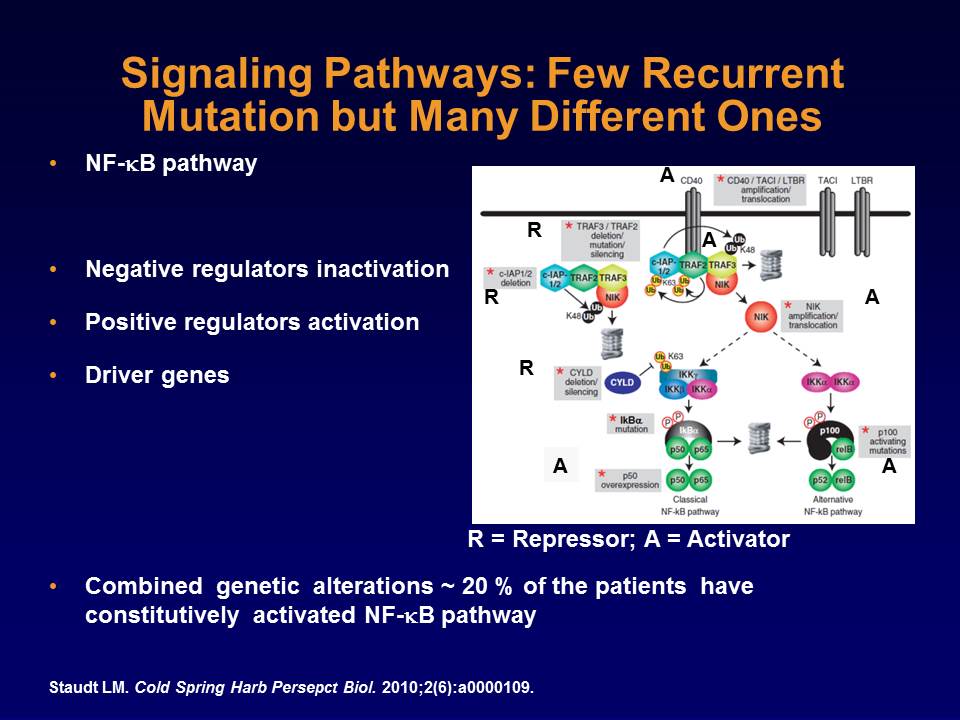 Signaling Pathways: Few Recurrent
Mutation but Many Different Ones
• NF-κB pathway
• Negative regulators inactivation
• Positive regulators activation
• Driver genes
A
CD40
* CD40 / TACI / LTBR
amplification/
translocation
TACI
LTBR
R
* TRAF3 / TRAF2
deletion/
mutation/
silencing
A
Ub
Ub
K48
* c-IAP1/2
deletion
c-IAP-
1/2
TRAF2
TRAF3
NIK
c-IAP-
1/2
TRAF2
TRAF3
NIK
Ub
K63
Ub
Ub
R
K48
Ub
Ub
NIK
* NIK
amplification/
translocation
A
R
* CYLD
deletion/
silencing
CYLD
Ub
Ub
K63
IKKγ
IKKβ
IKKα
IKKα
IKKα
* IkBα
mutation
P
P
IkBα
p50
p65
P
P
p100
relB
* p100
activating
mutations
A
A
* p50
overexpression
p50
p65
p52
relB
Classical
NF-kB pathway
Alternative
NF-kB pathway
R = Repressor; A = Activator
• Combined genetic alterations ~ 20 % of the patients have
constitutively activated NF-κB pathway
Staudt LM. Cold Spring Harb Persepct Biol. 2010;2(6):a0000109.